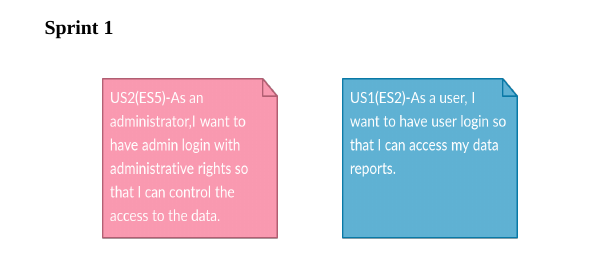 Sprint 1
US2(ES5)-As an
administrator,I want to
have admin login with
administrative rights so
that I can control the
access to the data.
US1(ES2)-As a user, I
want to have user login so
that I can access my data
reports.